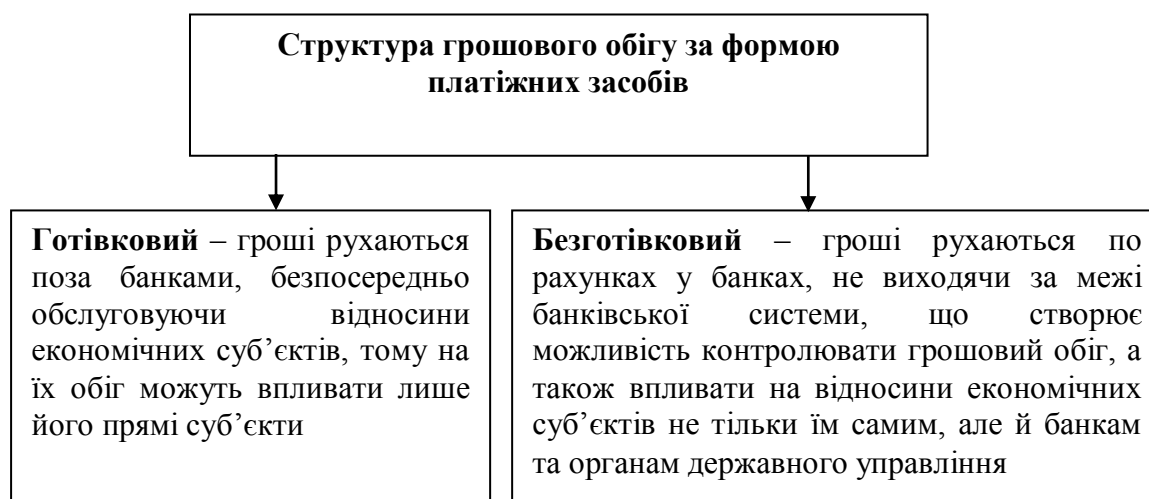 Структура грошового обігу за формою
платіжних засобів
Готівковий – гроші рухаються
поза банками, безпосередньо
обслуговуючи відносини
економічних суб’єктів, тому на
їх обіг можуть впливати лише
його прямі суб’єкти
Безготівковий – гроші рухаються по
рахунках у банках, не виходячи за межі
банківської системи, що створює
можливість контролювати грошовий обіг, а
також впливати на відносини економічних
суб’єктів не тільки їм самим, але й банкам
та органам державного управління